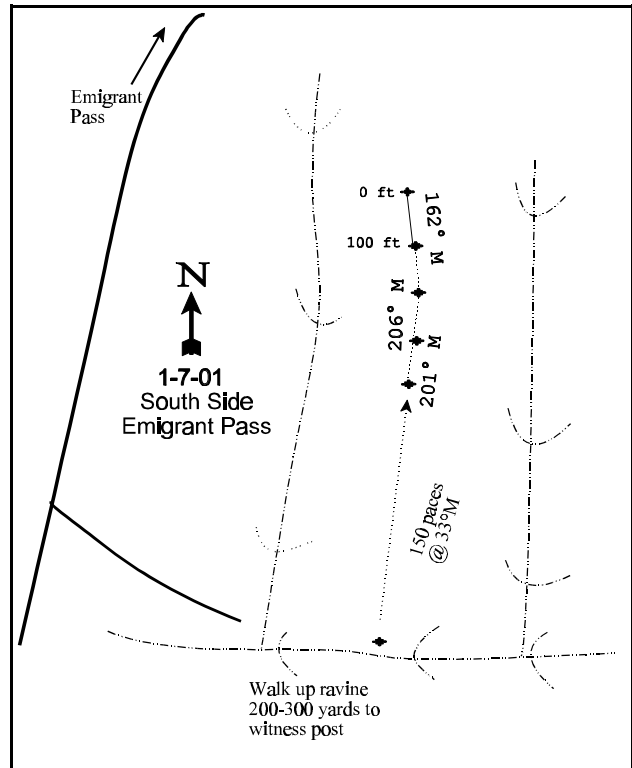 Emigrant
Pass
0 ft
162° M
100 ft
N
206° M
1-7-01
South Side
Emigrant Pass
201° M
150 paces
@ 33°M
Walk up ravine
200-300 yards to
witness post